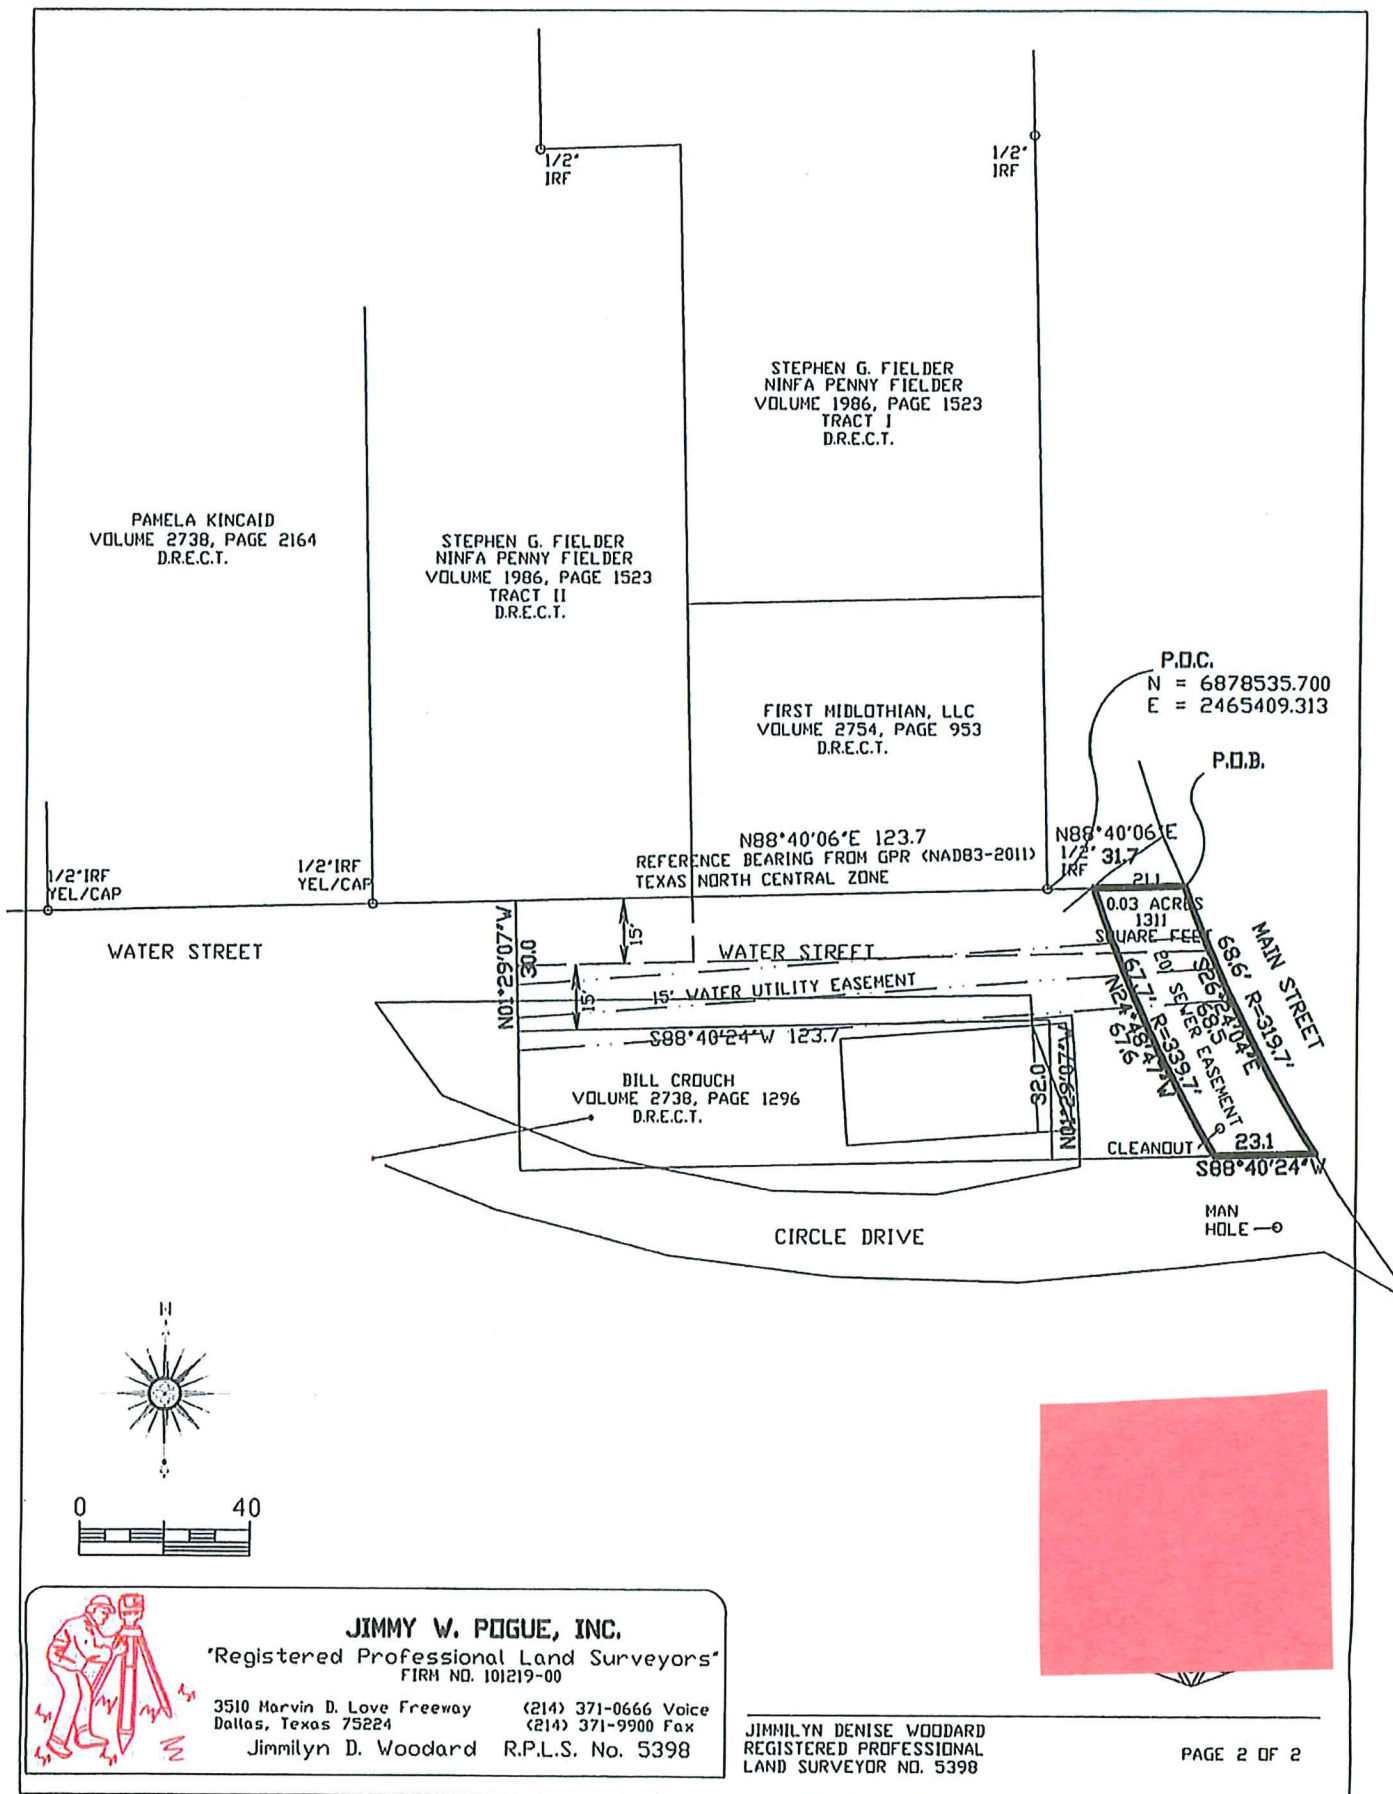 1/2"
IRF
1/2"
IRF
STEPHEN G. FIELDER
NINFA PENNY FIELDER
VOLUME 1986, PAGE 1523
TRACT I
D.R.E.C.T.
PAMELA KINCAID
VOLUME 2738, PAGE 2164
D.R.E.C.T.
STEPHEN G. FIELDER
NINFA PENNY FIELDER
VOLUME 1986, PAGE 1523
TRACT II
D.R.E.C.T.
P.O.C.
N = 6878535.700
E = 2465409.313
FIRST MIDLOTHIAN, LLC
VOLUME 2754, PAGE 953
D.R.E.C.T.
P.O.B.
N88°40'06"E 123.7
REFERENCE BEARING FROM GPR (NAD83-2011)
TEXAS NORTH CENTRAL ZONE
N88°40'06"E
31.7
1/2"
IRF
1/2"IRF
YEL/CAP
1/2"IRF
YEL/CAP
21.1
0.03 ACRES
1311
SQUARE FEET
WATER STREET
N01°29'07"W
30.0
15'
WATER STREET
MAIN STREET
15'
15' WATER UTILITY EASEMENT
20' SEWER EASEMENT
68.6' R=319.7'
S26°24'04"E
68.5
67.7' R=339.7'
N24°48'47"W
67.6
S88°40'24"W 123.7
BILL CROUCH
VOLUME 2738, PAGE 1296
D.R.E.C.T.
32.0
N01°29'07"W
CLEANOUT
23.1
S88°40'24"W
MAN
HOLE
CIRCLE DRIVE
N
0 40
JIMMY W. POGUE, INC.
"Registered Professional Land Surveyors"
FIRM NO. 101219-00
3510 Marvin D. Love Freeway (214) 371-0666 Voice
Dallas, Texas 75224 (214) 371-9900 Fax
Jimmilyn D. Woodard R.P.L.S. No. 5398
JIMMILYN DENISE WOODARD
REGISTERED PROFESSIONAL
LAND SURVEYOR NO. 5398
PAGE 2 OF 2